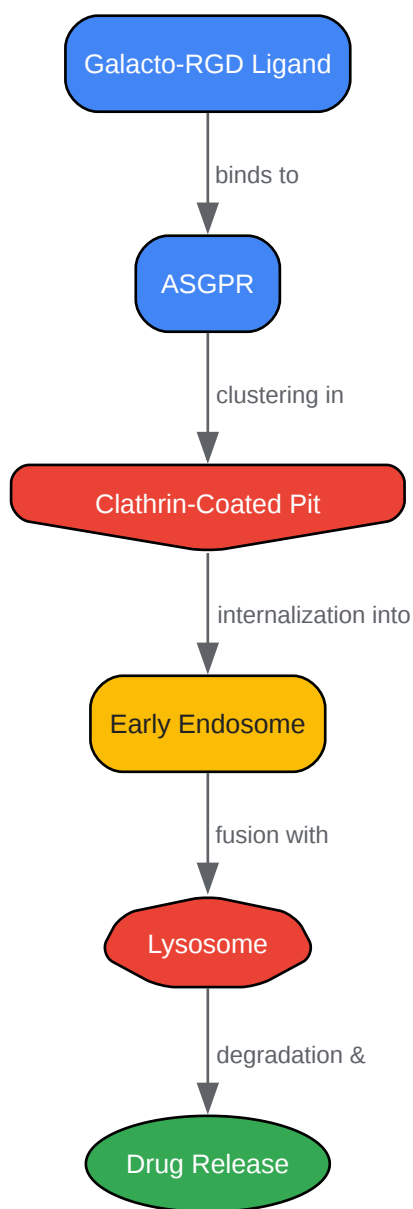 Galacto-RGD Ligand
binds to
ASGPR
clustering in
Clathrin-Coated Pit
internalization into
Early Endosome
fusion with
Lysosome
degradation &
Drug Release